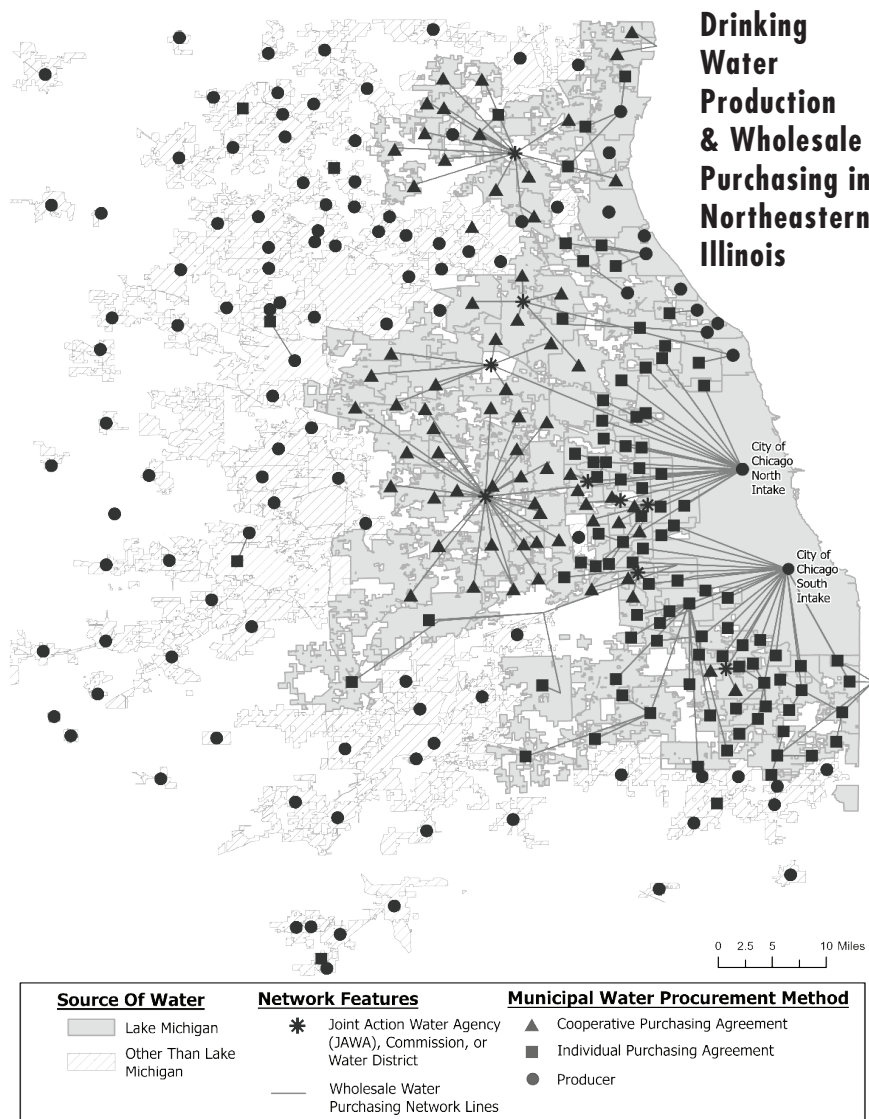 Drinking
Water
Production
& Wholesale
Purchasing in
Northeastern
Illinois
City of
Chicago
North
Intake
City of
Chicago
South
Intake
0 2.5 5 10 Miles
Source Of Water
Lake Michigan
Other Than Lake
Michigan
Network Features
Joint Action Water Agency
(JAWA), Commission, or
Water District
Wholesale Water
Purchasing Network Lines
Municipal Water Procurement Method
Cooperative Purchasing Agreement
Individual Purchasing Agreement
Producer